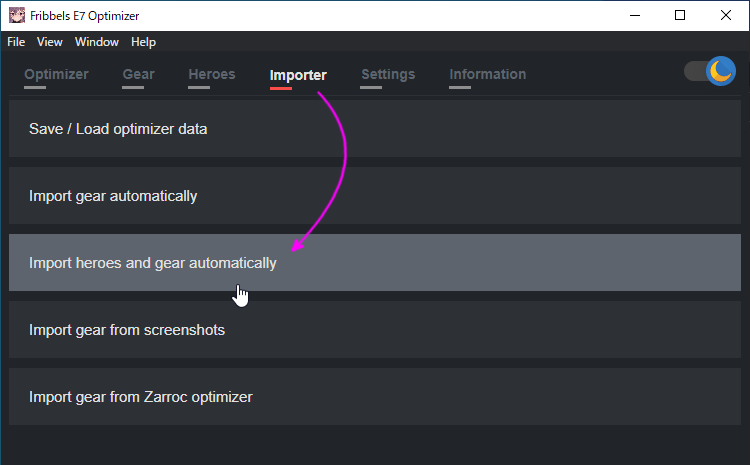 Fribbels E7 Optimizer
File View Window Help
Optimizer Gear Heroes Importer Settings Information
Save / Load optimizer data
Import gear automatically
Import heroes and gear automatically
Import gear from screenshots
Import gear from Zarroc optimizer